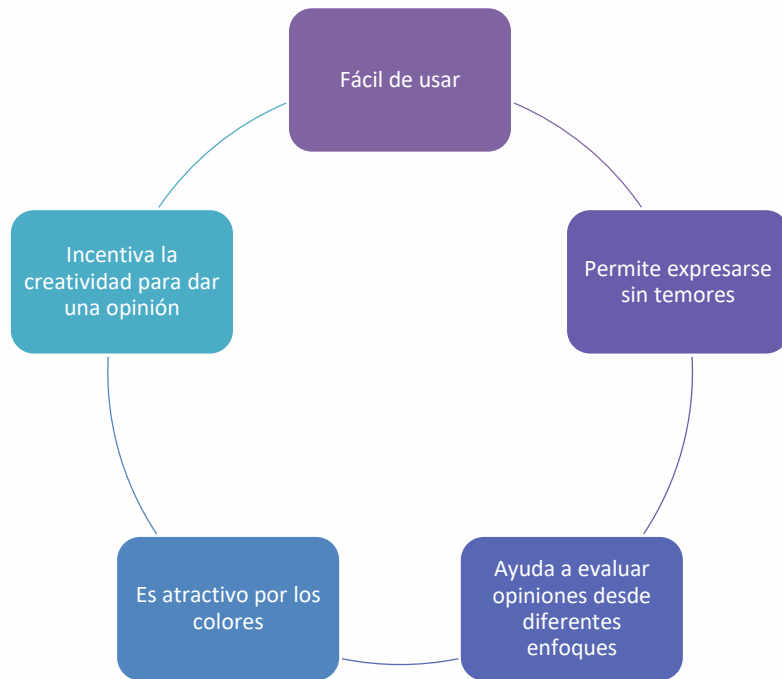 Fácil de usar
Permite expresarse
sin temores
Ayuda a evaluar
opiniones desde
diferentes
enfoques
Es atractivo por los
colores
Incentiva la
creatividad para dar
una opinión